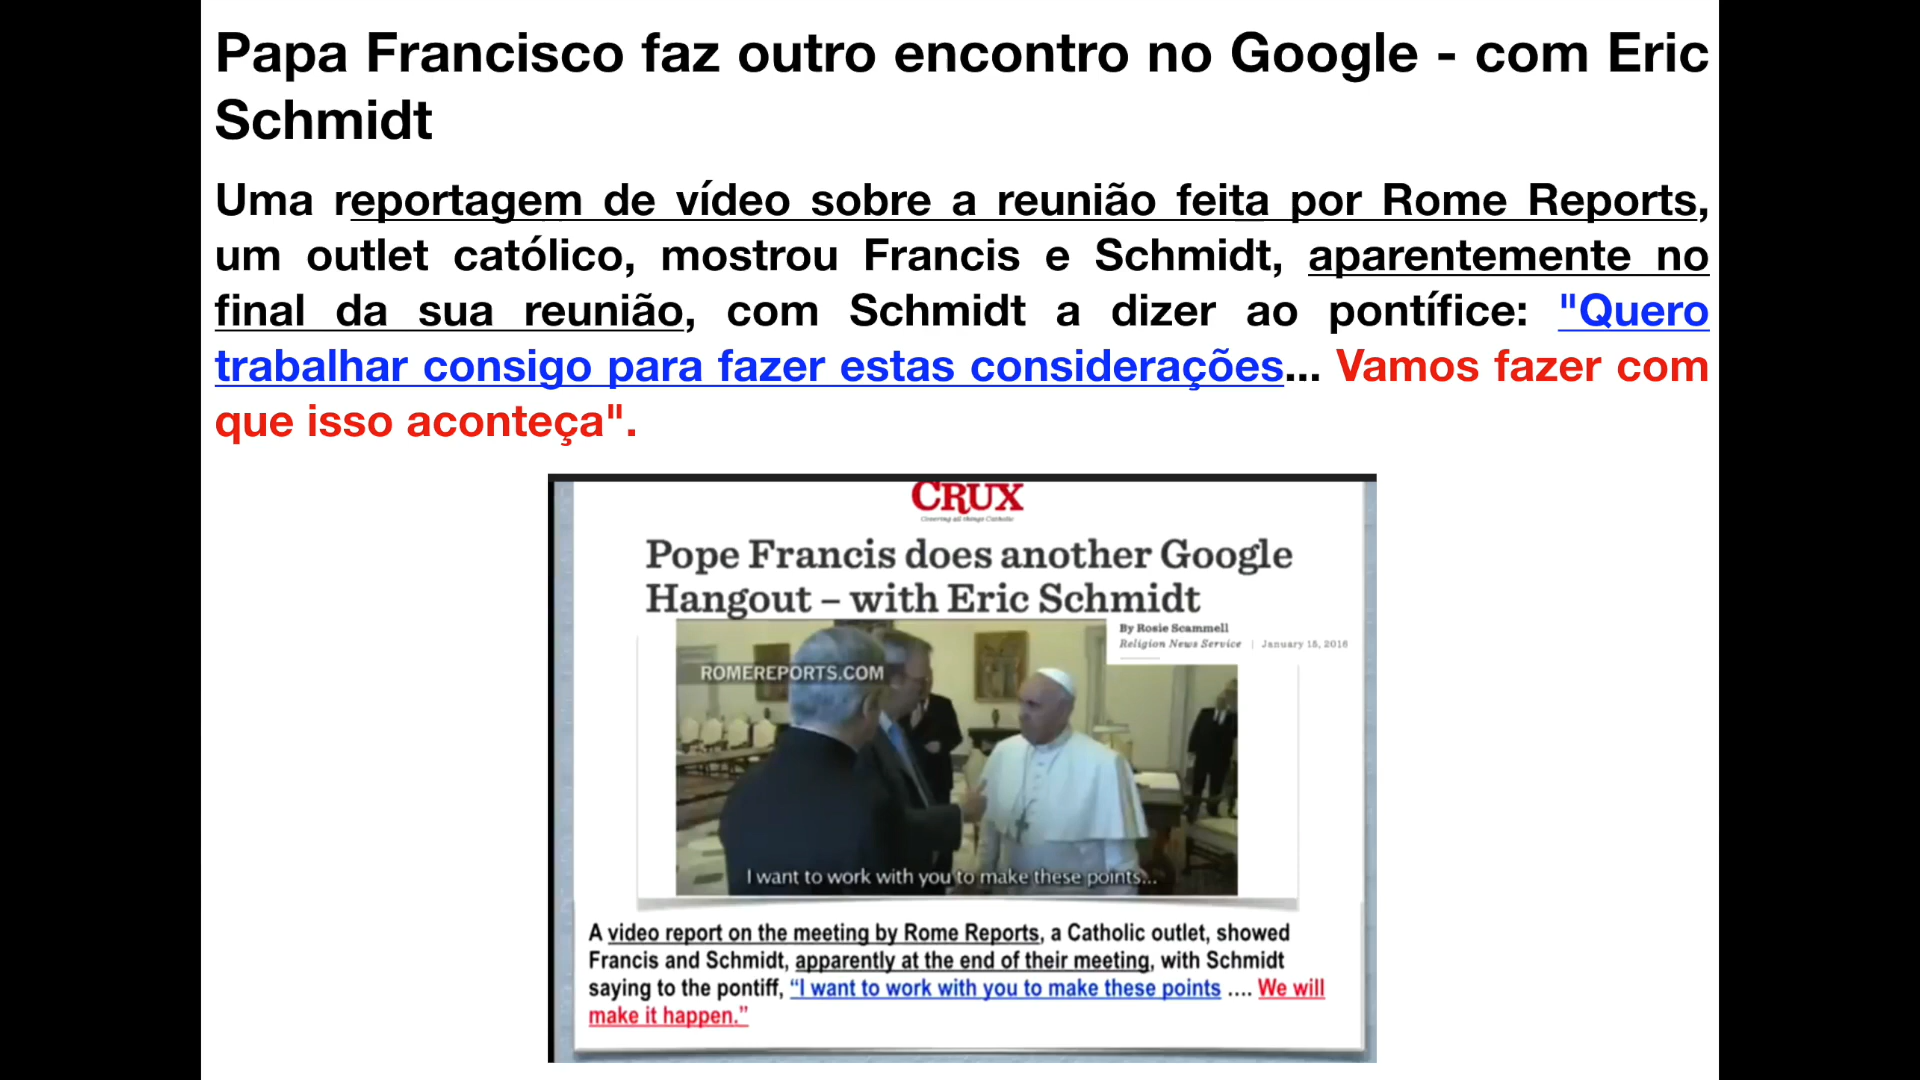 Papa Francisco faz outro encontro no Google - com Eric
Schmidt
Uma reportagem de vídeo sobre a reunião feita por Rome Reports,
um outlet católico, mostrou Francis e Schmidt, aparentemente no
final da sua reunião, com Schmidt a dizer ao pontífice: "Quero
trabalhar consigo para fazer estas considerações... Vamos fazer com
que isso aconteça".
CRUX
Covering all things Catholic
Pope Francis does another Google
Hangout – with Eric Schmidt
By Rosie Scammell
Religion News Service | January 15, 2016
ROMEREPORTS.COM
I want to work with you to make these points...
A video report on the meeting by Rome Reports, a Catholic outlet, showed
Francis and Schmidt, apparently at the end of their meeting, with Schmidt
saying to the pontiff, “I want to work with you to make these points .... We will
make it happen.”